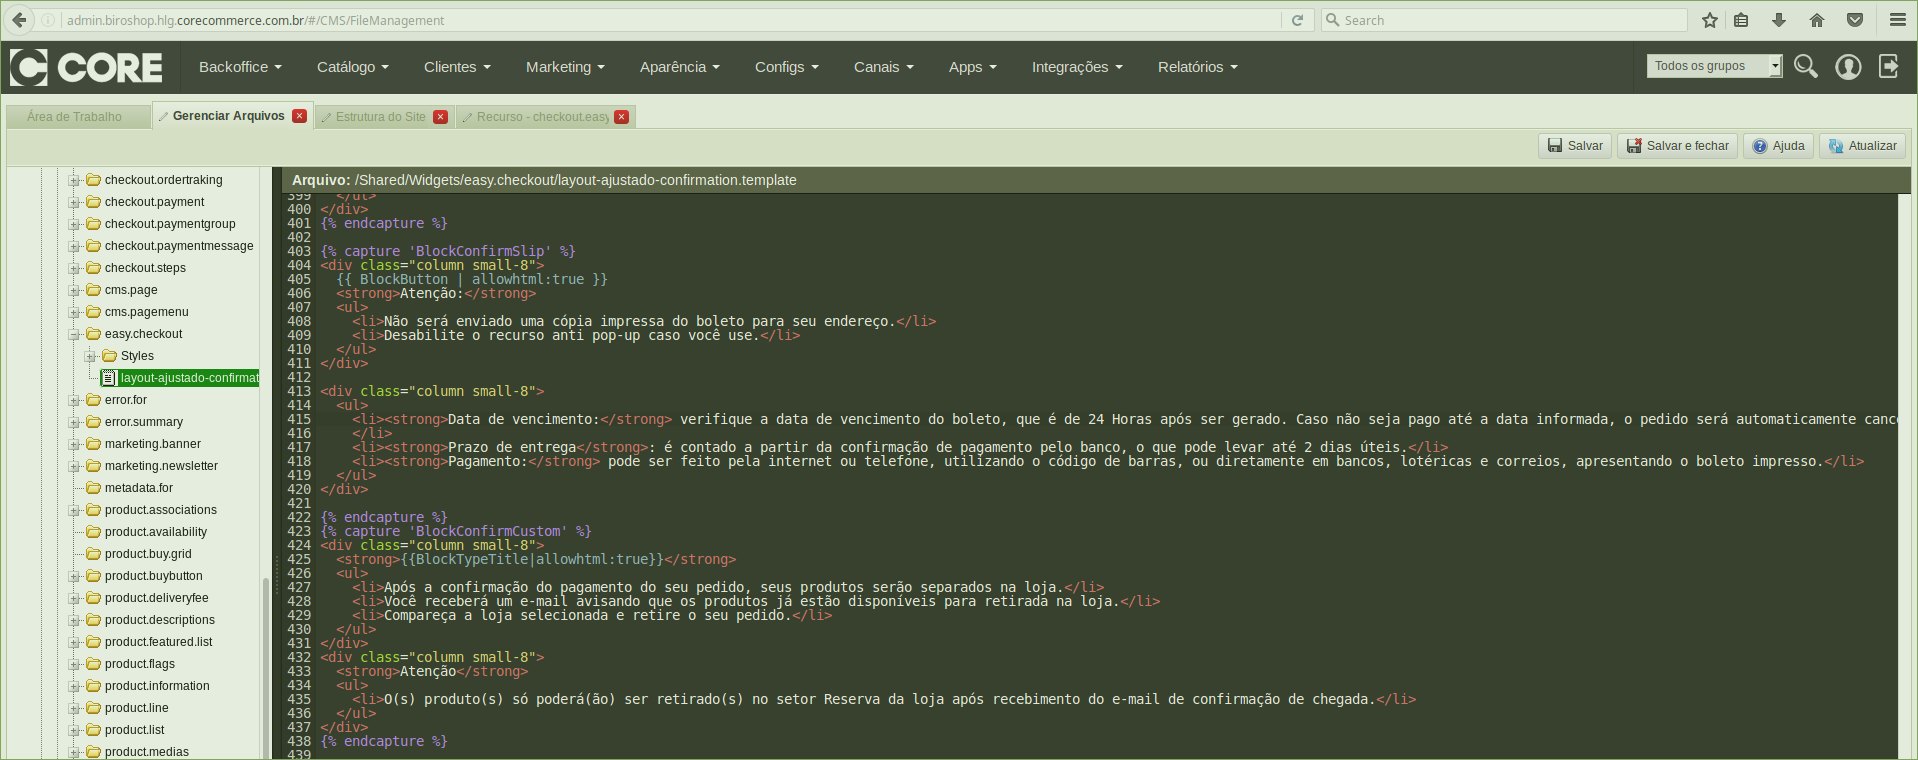 admin.biroshop.hlg.corecommerce.com.br/#/CMS/FileManagement
Search
CORE
Backoffice
Catálogo
Clientes
Marketing
Aparência
Configs
Canais
Apps
Integrações
Relatórios
Todos os grupos
Área de Trabalho
Gerenciar Arquivos
Estrutura do Site
Recurso - checkout.easy
Salvar
Salvar e fechar
Ajuda
Atualizar
checkout.ordertraking
checkout.payment
checkout.paymentgroup
checkout.paymentmessage
checkout.steps
cms.page
cms.pagemenu
easy.checkout
Styles
layout-ajustado-confirmat
error.for
error.summary
marketing.banner
marketing.newsletter
metadata.for
product.associations
product.availability
product.buy.grid
product.buybutton
product.deliveryfee
product.descriptions
product.featured.list
product.flags
product.information
product.line
product.list
product.medias
Arquivo: /Shared/Widgets/easy.checkout/layout-ajustado-confirmation.template
399 </ul>
400 </div>
401 {% endcapture %}
402
403 {% capture 'BlockConfirmSlip' %}
404 <div class="column small-8">
405 {{ BlockButton | allowhtml:true }}
406 <strong>Atenção:</strong>
407 <ul>
408 <li>Não será enviado uma cópia impressa do boleto para seu endereço.</li>
409 <li>Desabilite o recurso anti pop-up caso você use.</li>
410 </ul>
411 </div>
412
413 <div class="column small-8">
414 <ul>
415 <li><strong>Data de vencimento:</strong> verifique a data de vencimento do boleto, que é de 24 Horas após ser gerado. Caso não seja pago até a data informada, o pedido será automaticamente canc
416 </li>
417 <li><strong>Prazo de entrega</strong>: é contado a partir da confirmação de pagamento pelo banco, o que pode levar até 2 dias úteis.</li>
418 <li><strong>Pagamento:</strong> pode ser feito pela internet ou telefone, utilizando o código de barras, ou diretamente em bancos, lotéricas e correios, apresentando o boleto impresso.</li>
419 </ul>
420 </div>
421
422 {% endcapture %}
423 {% capture 'BlockConfirmCustom' %}
424 <div class="column small-8">
425 <strong>{{BlockTypeTitle|allowhtml:true}}</strong>
426 <ul>
427 <li>Após a confirmação do pagamento do seu pedido, seus produtos serão separados na loja.</li>
428 <li>Você receberá um e-mail avisando que os produtos já estão disponíveis para retirada na loja.</li>
429 <li>Compareça a loja selecionada e retire o seu pedido.</li>
430 </ul>
431 </div>
432 <div class="column small-8">
433 <strong>Atenção</strong>
434 <ul>
435 <li>O(s) produto(s) só poderá(ão) ser retirado(s) no setor Reserva da loja após recebimento do e-mail de confirmação de chegada.</li>
436 </ul>
437 </div>
438 {% endcapture %}
439